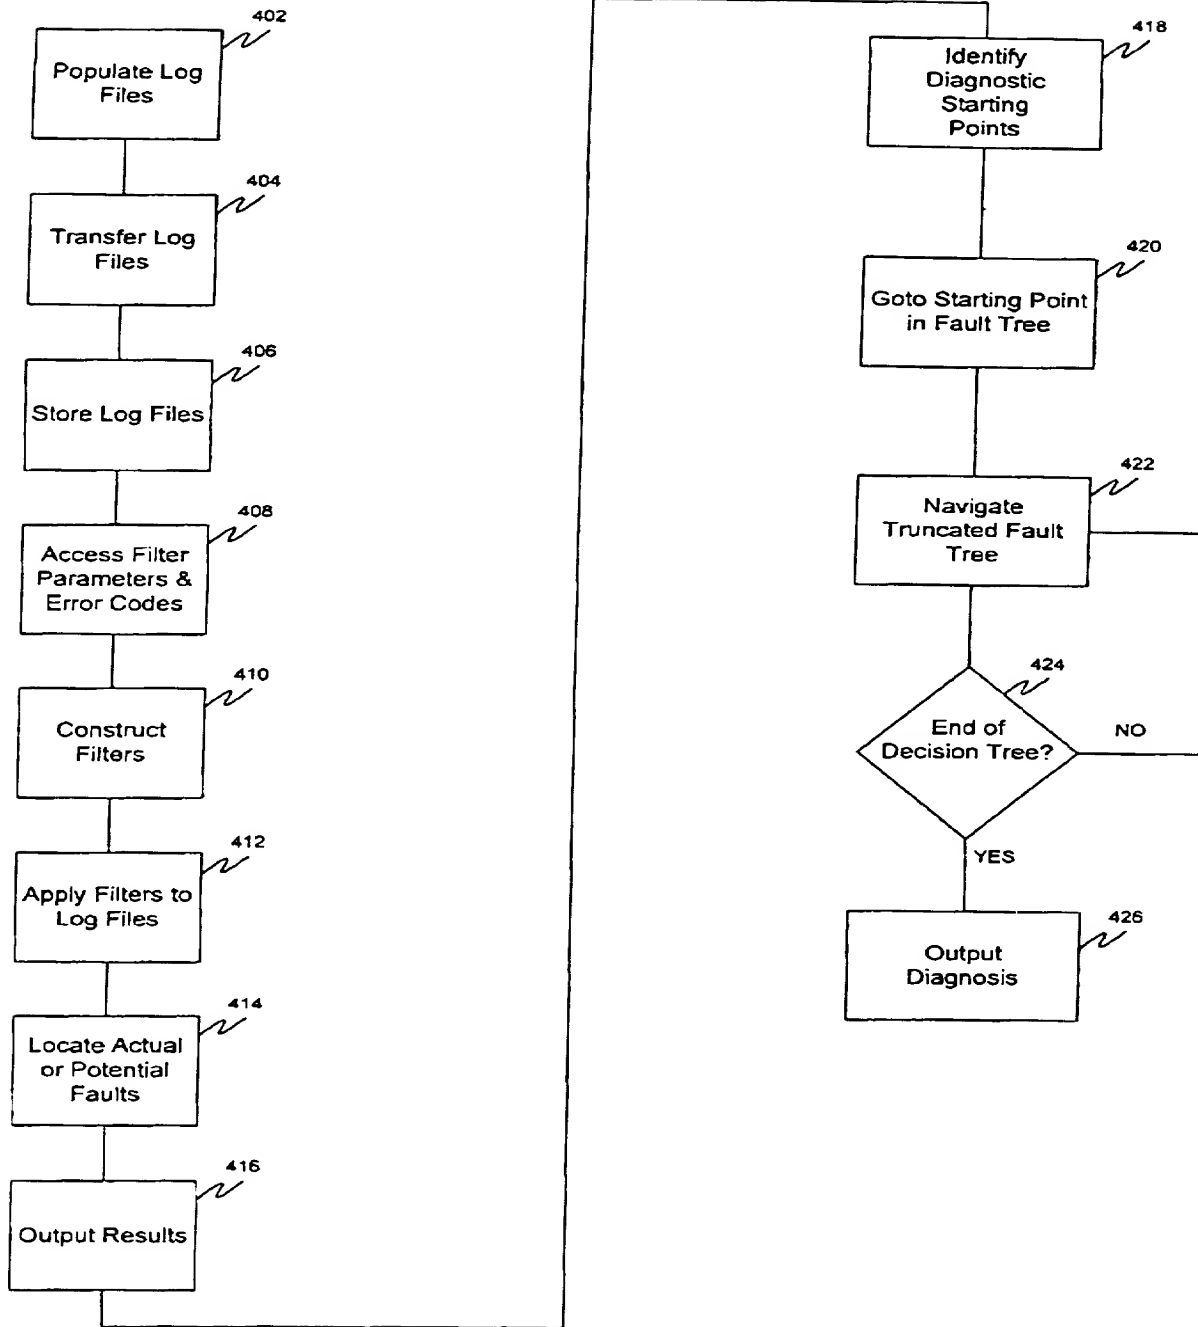 402
Populate Log
Files
404
Transfer Log
Files
406
Store Log Files
408
Access Filter
Parameters &
Error Codes
410
Construct
Filters
412
Apply Filters to
Log Files
414
Locate Actual
or Potential
Faults
416
Output Results
418
Identify
Diagnostic
Starting
Points
420
Goto Starting Point
in Fault Tree
422
Navigate
Truncated Fault
Tree
424
End of
Decision Tree?
NO
YES
426
Output
Diagnosis